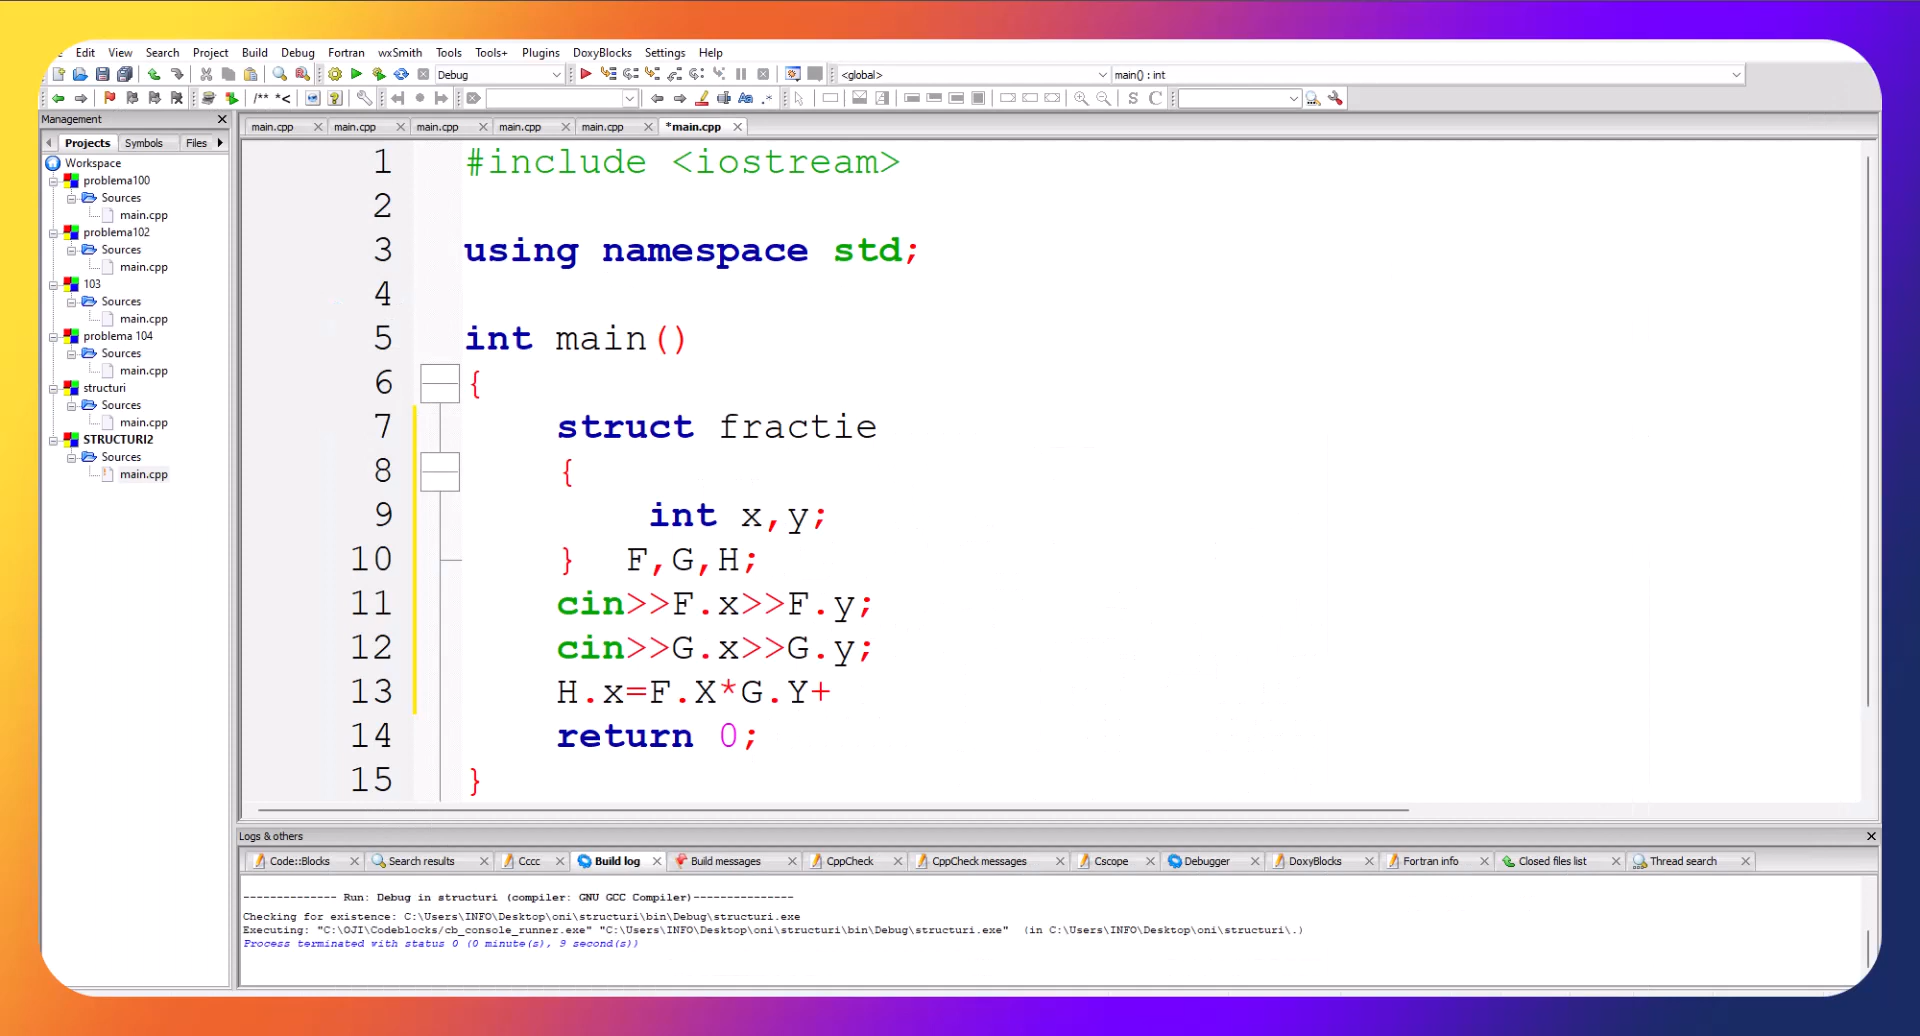 Edit View Search Project Build Debug Fortran wxSmith Tools Tools+ Plugins DoxyBlocks Settings Help
Debug <global> main() : int
/** *<
Aa .* S C
Management
Projects Symbols Files
main.cpp main.cpp main.cpp main.cpp main.cpp *main.cpp
Workspace
problema100
Sources
main.cpp
problema102
Sources
main.cpp
103
Sources
main.cpp
problema 104
Sources
main.cpp
structuri
Sources
main.cpp
STRUCTURI2
Sources
main.cpp
1 #include <iostream>
2
3 using namespace std;
4
5 int main()
6 {
7 struct fractie
8 {
9 int x,y;
10 } F,G,H;
11 cin>>F.x>>F.y;
12 cin>>G.x>>G.y;
13 H.x=F.X*G.Y+
14 return 0;
15 }
Logs & others
Code::Blocks Search results Cccc Build log Build messages CppCheck CppCheck messages Cscope Debugger DoxyBlocks Fortran info Closed files list Thread search
-------------- Run: Debug in structuri (compiler: GNU GCC Compiler)---------------
Checking for existence: C:\Users\INFO\Desktop\oni\structuri\bin\Debug\structuri.exe
Executing: "C:\OJI\Codeblocks/cb_console_runner.exe" "C:\Users\INFO\Desktop\oni\structuri\bin\Debug\structuri.exe" (in C:\Users\INFO\Desktop\oni\structuri\.)
Process terminated with status 0 (0 minute(s), 9 second(s))